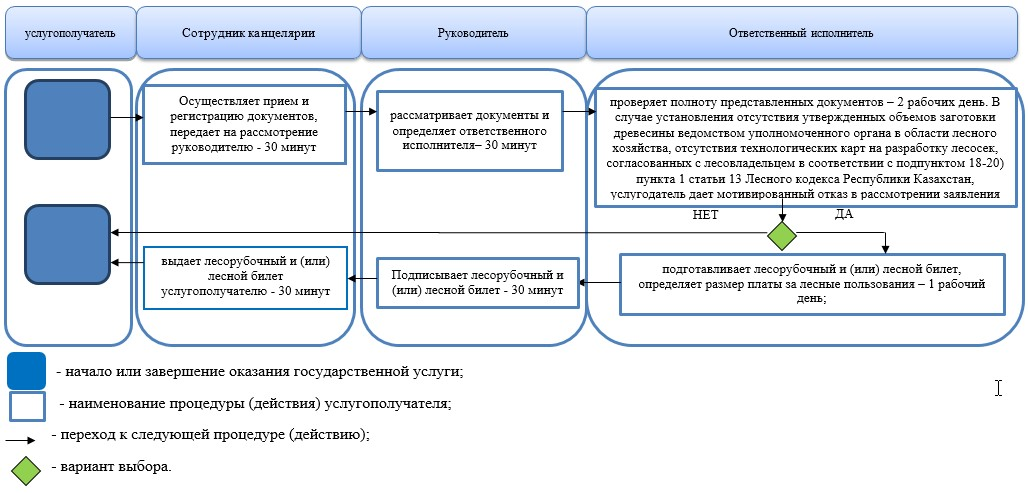 услугополучатель
Сотрудник канцелярии
Руководитель
Ответственный исполнитель
Осуществляет прием и
регистрацию документов,
передает на рассмотрение
руководителю - 30 минут
рассматривает документы и
определяет ответственного
исполнителя– 30 минут
проверяет полноту представленных документов – 2 рабочих день. В
случае установления отсутствия утвержденных объемов заготовки
древесины ведомством уполномоченного органа в области лесного
хозяйства, отсутствия технологических карт на разработку лесосек,
согласованных с лесовладельцем в соответствии с подпунктом 18-20)
пункта 1 статьи 13 Лесного кодекса Республики Казахстан,
услугодатель дает мотивированный отказ в рассмотрении заявления
НЕТ
ДА
выдает лесорубочный и (или)
лесной билет
услугополучателю - 30 минут
Подписывает лесорубочный и
(или) лесной билет - 30 минут
подготавливает лесорубочный и (или) лесной билет,
определяет размер платы за лесные пользования – 1 рабочий
день;
- начало или завершение оказания государственной услуги;
- наименование процедуры (действия) услугополучателя;
- переход к следующей процедуре (действию);
- вариант выбора.